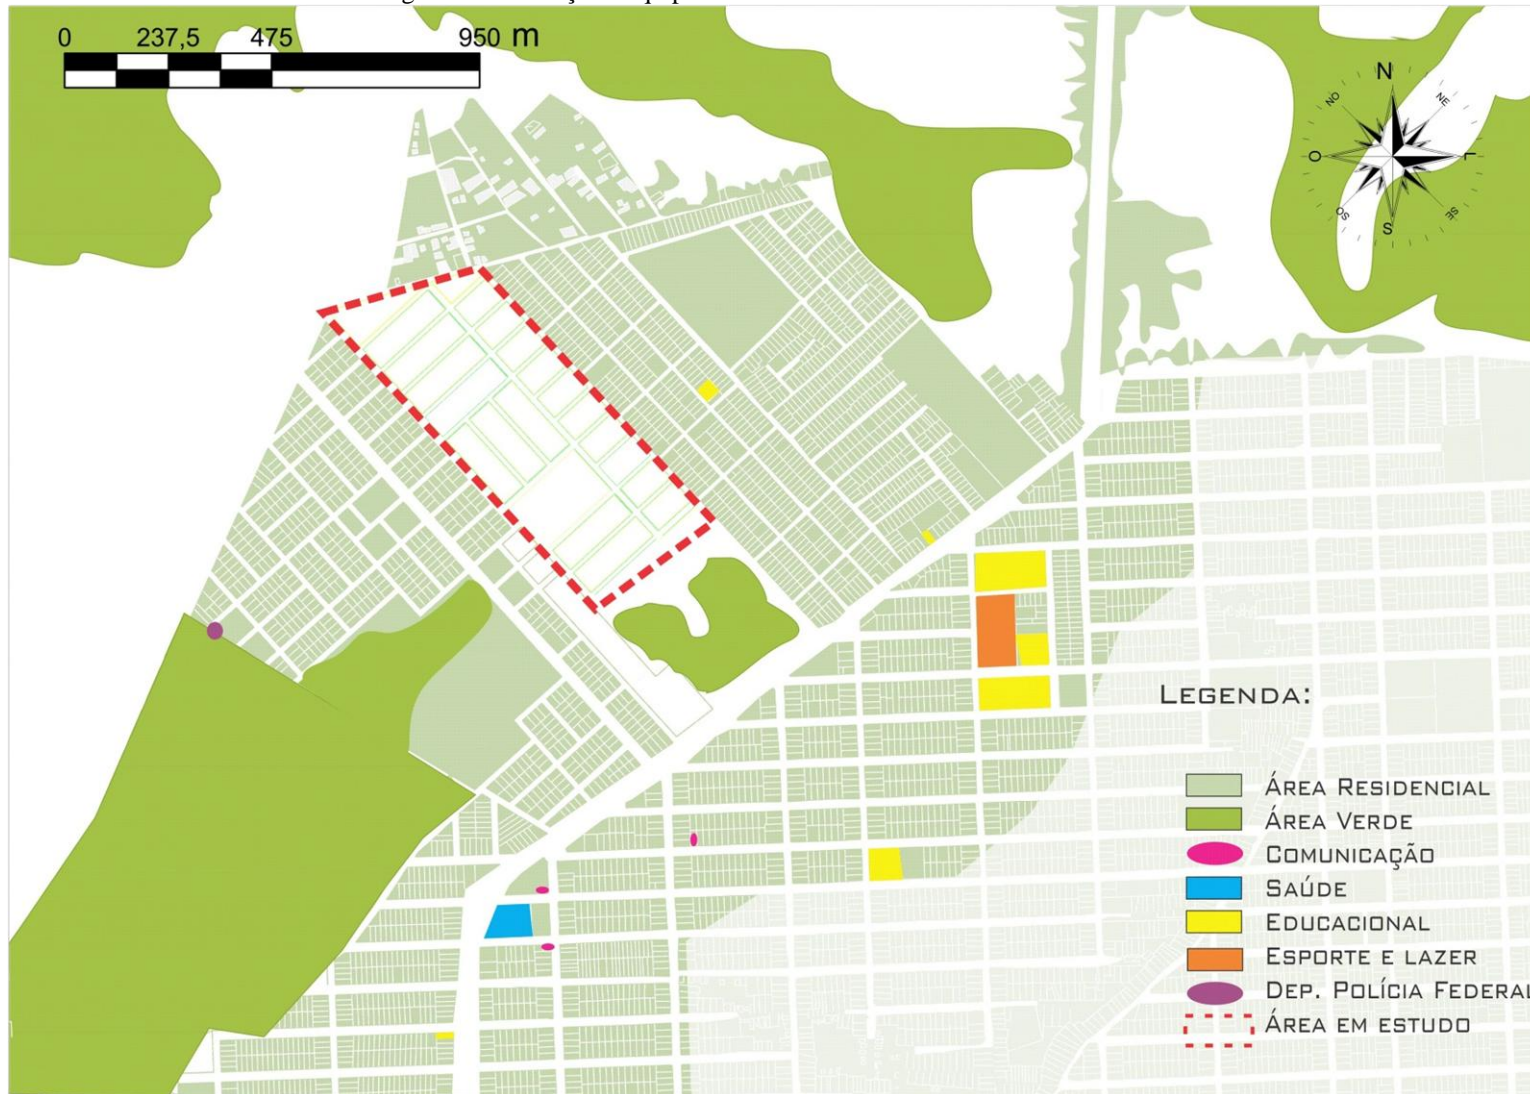 0 237,5 475 950 m
N
NO NE
O L
SO SE
S
LEGENDA:
ÁREA RESIDENCIAL
ÁREA VERDE
COMUNICAÇÃO
SAÚDE
EDUCACIONAL
ESPORTE E LAZER
DEP. POLÍCIA FEDERAL
ÁREA EM ESTUDO